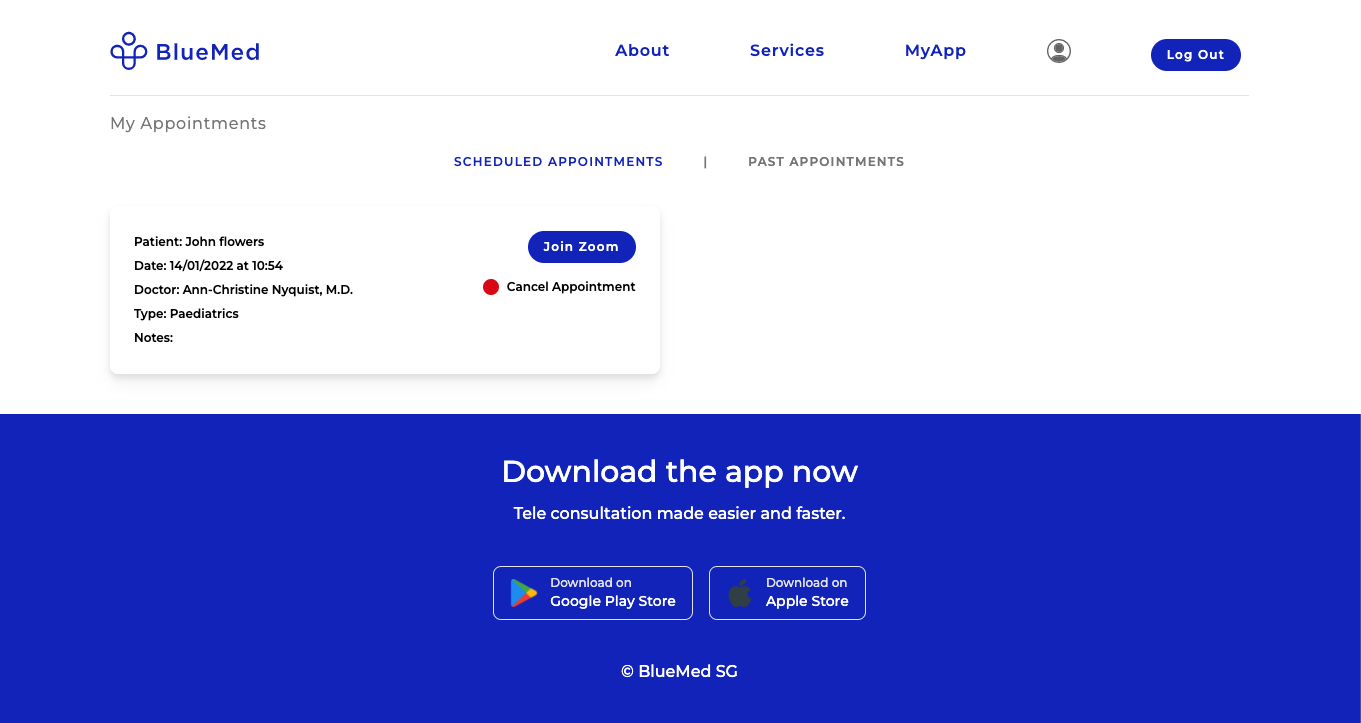 BlueMed
About
Services
MyApp
Log Out
My Appointments
SCHEDULED APPOINTMENTS | PAST APPOINTMENTS
Patient: John flowers
Date: 14/01/2022 at 10:54
Doctor: Ann-Christine Nyquist, M.D.
Type: Paediatrics
Notes:
Join Zoom
Cancel Appointment
Download the app now
Tele consultation made easier and faster.
Download on
Google Play Store
Download on
Apple Store
© BlueMed SG